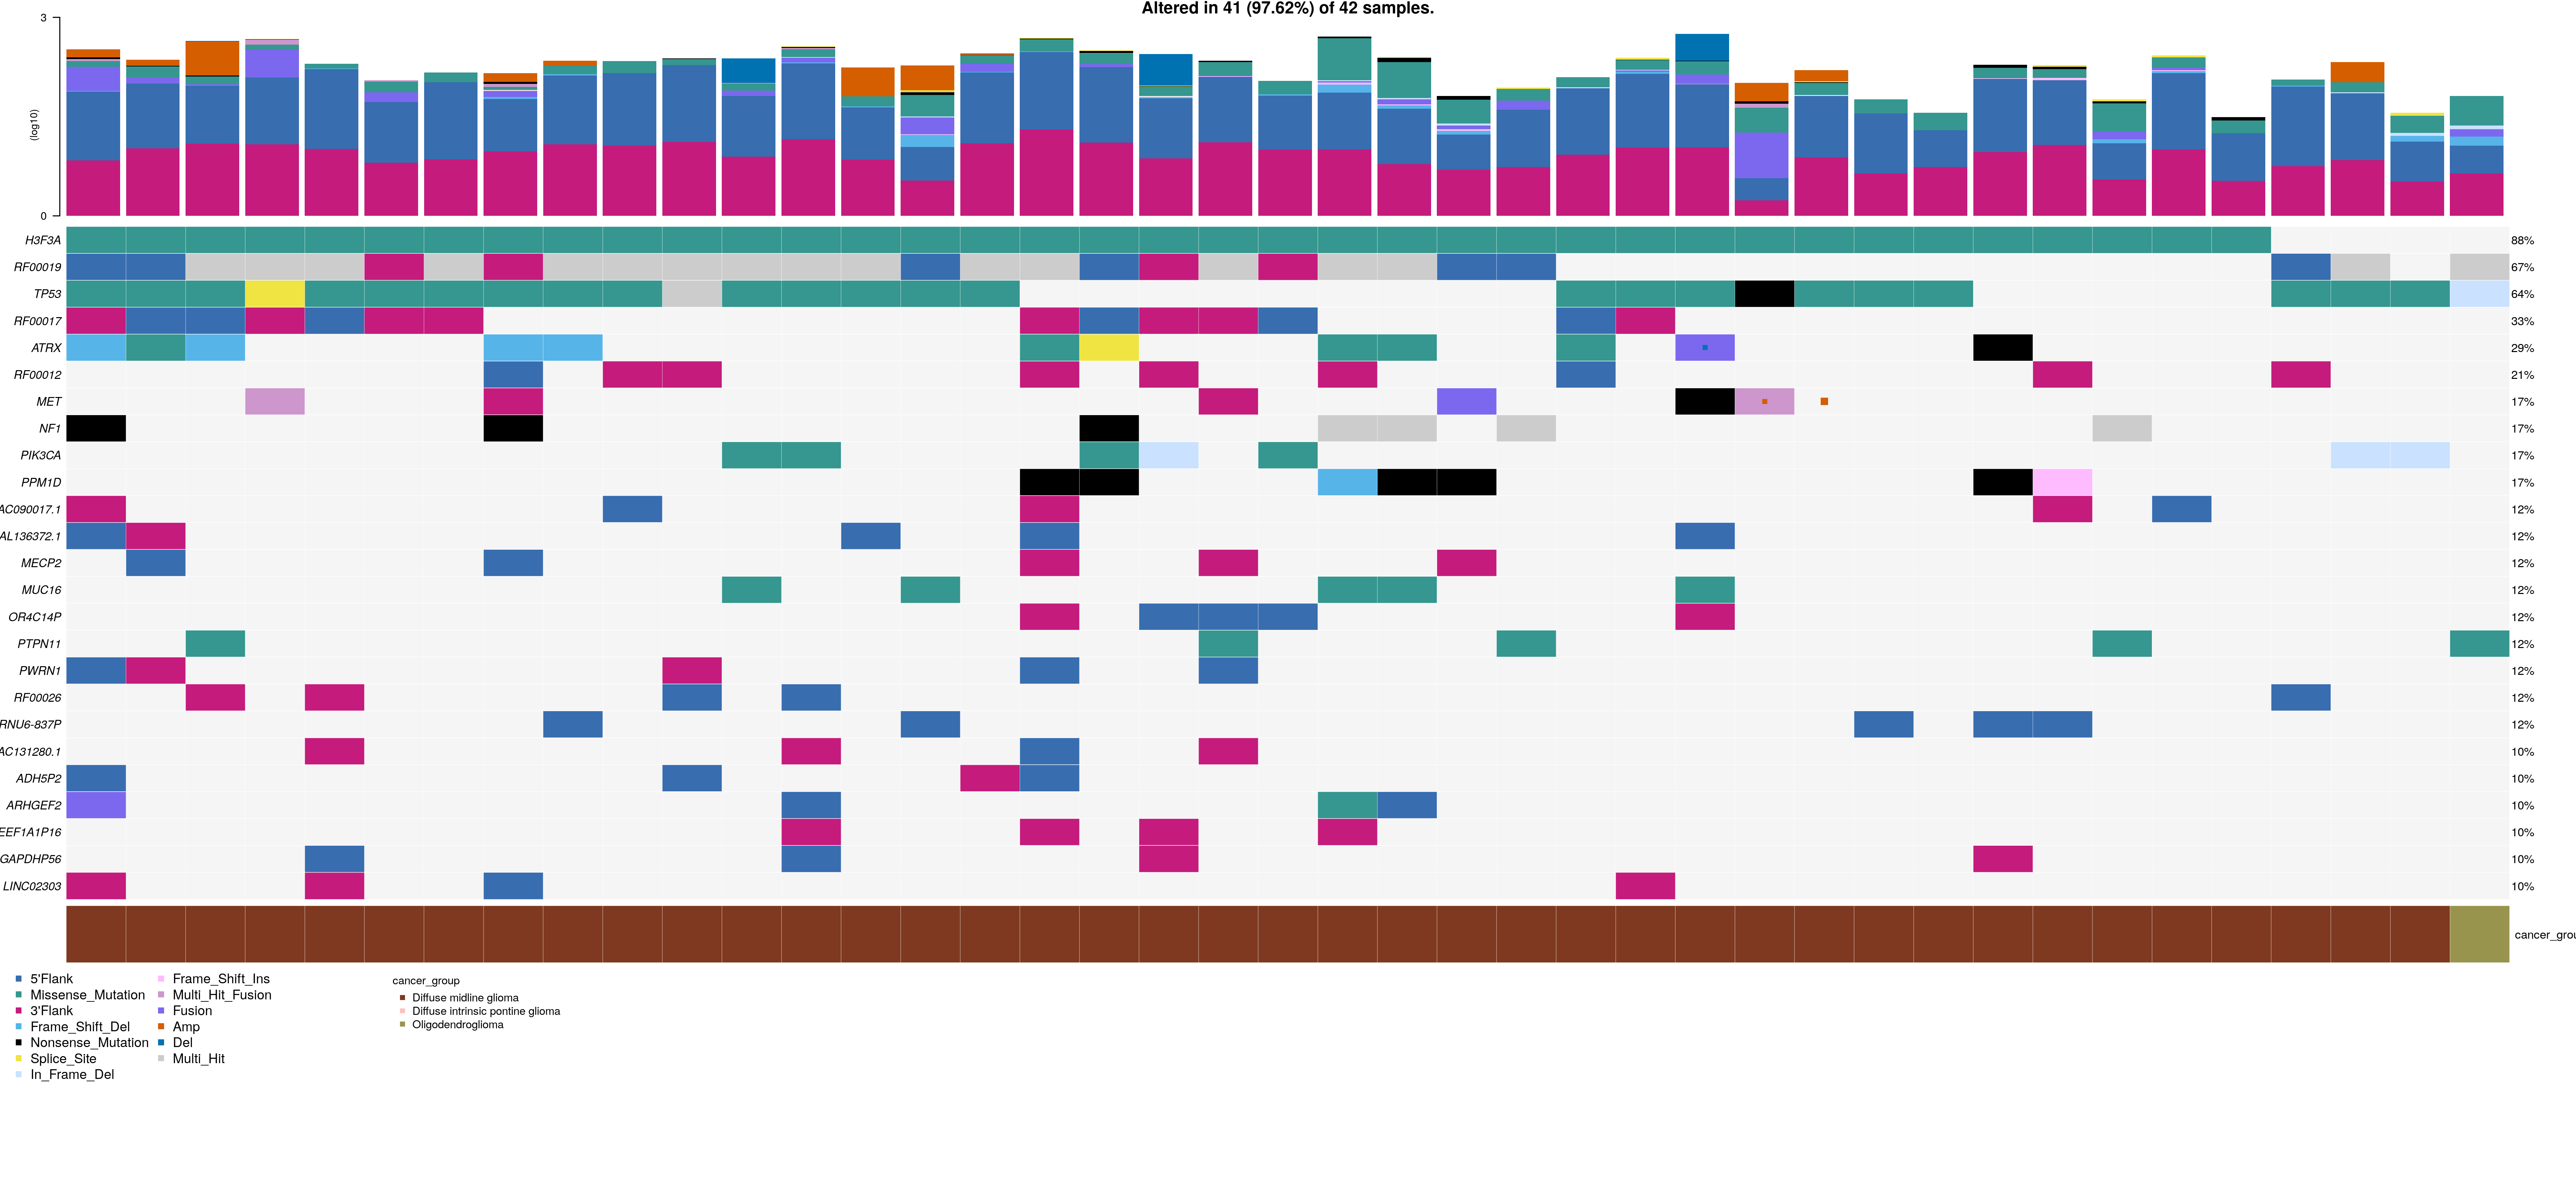 Altered in 41 (97.62%) of 42 samples.
3
(log10)
0
H3F3A 88%
RF00019 67%
TP53 64%
RF00017 33%
ATRX 29%
RF00012 21%
MET 17%
NF1 17%
PIK3CA 17%
PPM1D 17%
AC090017.1 12%
AL136372.1 12%
MECP2 12%
MUC16 12%
OR4C14P 12%
PTPN11 12%
PWRN1 12%
RF00026 12%
RNU6-837P 12%
AC131280.1 10%
ADH5P2 10%
ARHGEF2 10%
EEF1A1P16 10%
GAPDHP56 10%
LINC02303 10%
cancer_grou
5'Flank
Missense_Mutation
3'Flank
Frame_Shift_Del
Nonsense_Mutation
Splice_Site
In_Frame_Del
Frame_Shift_Ins
Multi_Hit_Fusion
Fusion
Amp
Del
Multi_Hit
cancer_group
Diffuse midline glioma
Diffuse intrinsic pontine glioma
Oligodendroglioma